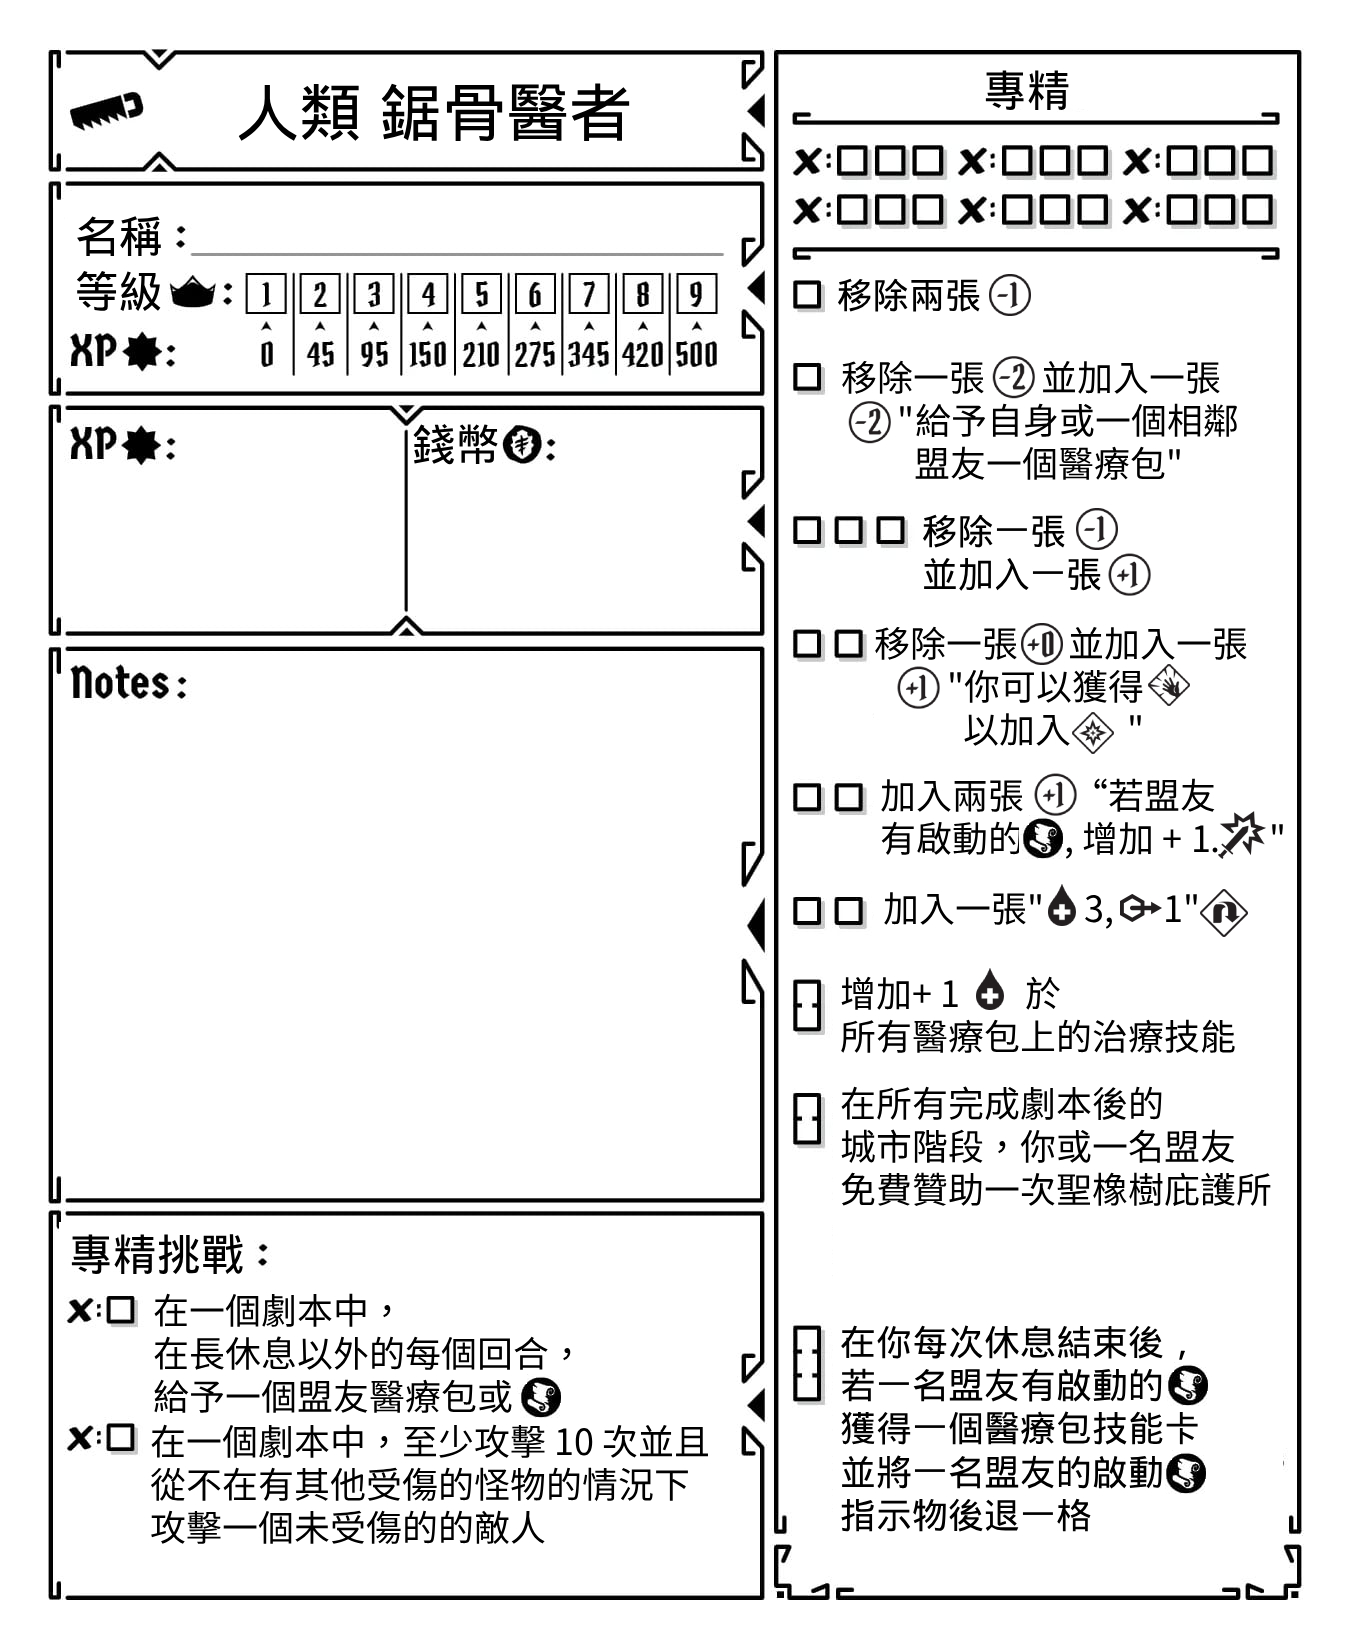 人類 鋸骨醫者
名稱：
等級 :
1 2 3 4 5 6 7 8 9
XP :
0 45 95 150 210 275 345 420 500
XP :
錢幣 :
Notes:
專精挑戰：
x: 在一個劇本中，
在長休息以外的每個回合，
給予一個盟友醫療包或
x: 在一個劇本中，至少攻擊 10 次並且
從不在有其他受傷的怪物的情況下
攻擊一個未受傷的的敵人
專精
x: x: x:
x: x: x:
移除兩張 -1
移除一張 -2 並加入一張
-2 "給予自身或一個相鄰
盟友一個醫療包"
移除一張 -1
並加入一張 +1
移除一張 +0 並加入一張
+1 "你可以獲得
以加入 "
加入兩張 +1 “若盟友
有啟動的 , 增加 + 1. "
加入一張" 3, 1"
增加+ 1 於
所有醫療包上的治療技能
在所有完成劇本後的
城市階段，你或一名盟友
免費贊助一次聖橡樹庇護所
在你每次休息結束後 ,
若一名盟友有啟動的
獲得一個醫療包技能卡
並將一名盟友的啟動
指示物後退一格